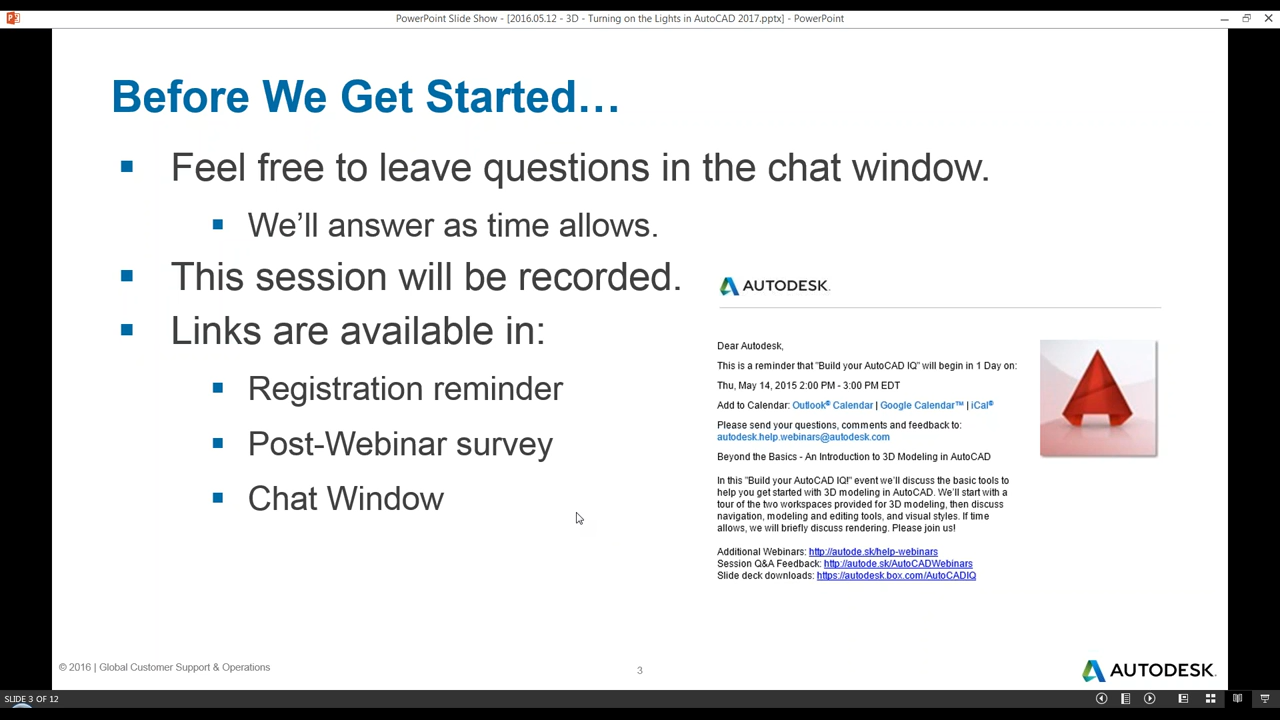 PowerPoint Slide Show - [2016.05.12 - 3D - Turning on the Lights in AutoCAD 2017.pptx] - PowerPoint
Before We Get Started…
Feel free to leave questions in the chat window.
We’ll answer as time allows.
This session will be recorded.
Links are available in:
Registration reminder
Post-Webinar survey
Chat Window
AUTODESK.
Dear Autodesk,
This is a reminder that "Build your AutoCAD IQ" will begin in 1 Day on:
Thu, May 14, 2015 2:00 PM - 3:00 PM EDT
Add to Calendar: Outlook® Calendar | Google Calendar™ | iCal®
Please send your questions, comments and feedback to:
autodesk.help.webinars@autodesk.com
Beyond the Basics - An Introduction to 3D Modeling in AutoCAD
In this "Build your AutoCAD IQ!" event we'll discuss the basic tools to
help you get started with 3D modeling in AutoCAD. We'll start with a
tour of the two workspaces provided for 3D modeling, then discuss
navigation, modeling and editing tools, and visual styles. If time
allows, we will briefly discuss rendering. Please join us!
Additional Webinars: http://autode.sk/help-webinars
Session Q&A Feedback: http://autode.sk/AutoCADWebinars
Slide deck downloads: https://autodesk.box.com/AutoCADIQ
© 2016 | Global Customer Support & Operations
3
AUTODESK.
SLIDE 3 OF 12